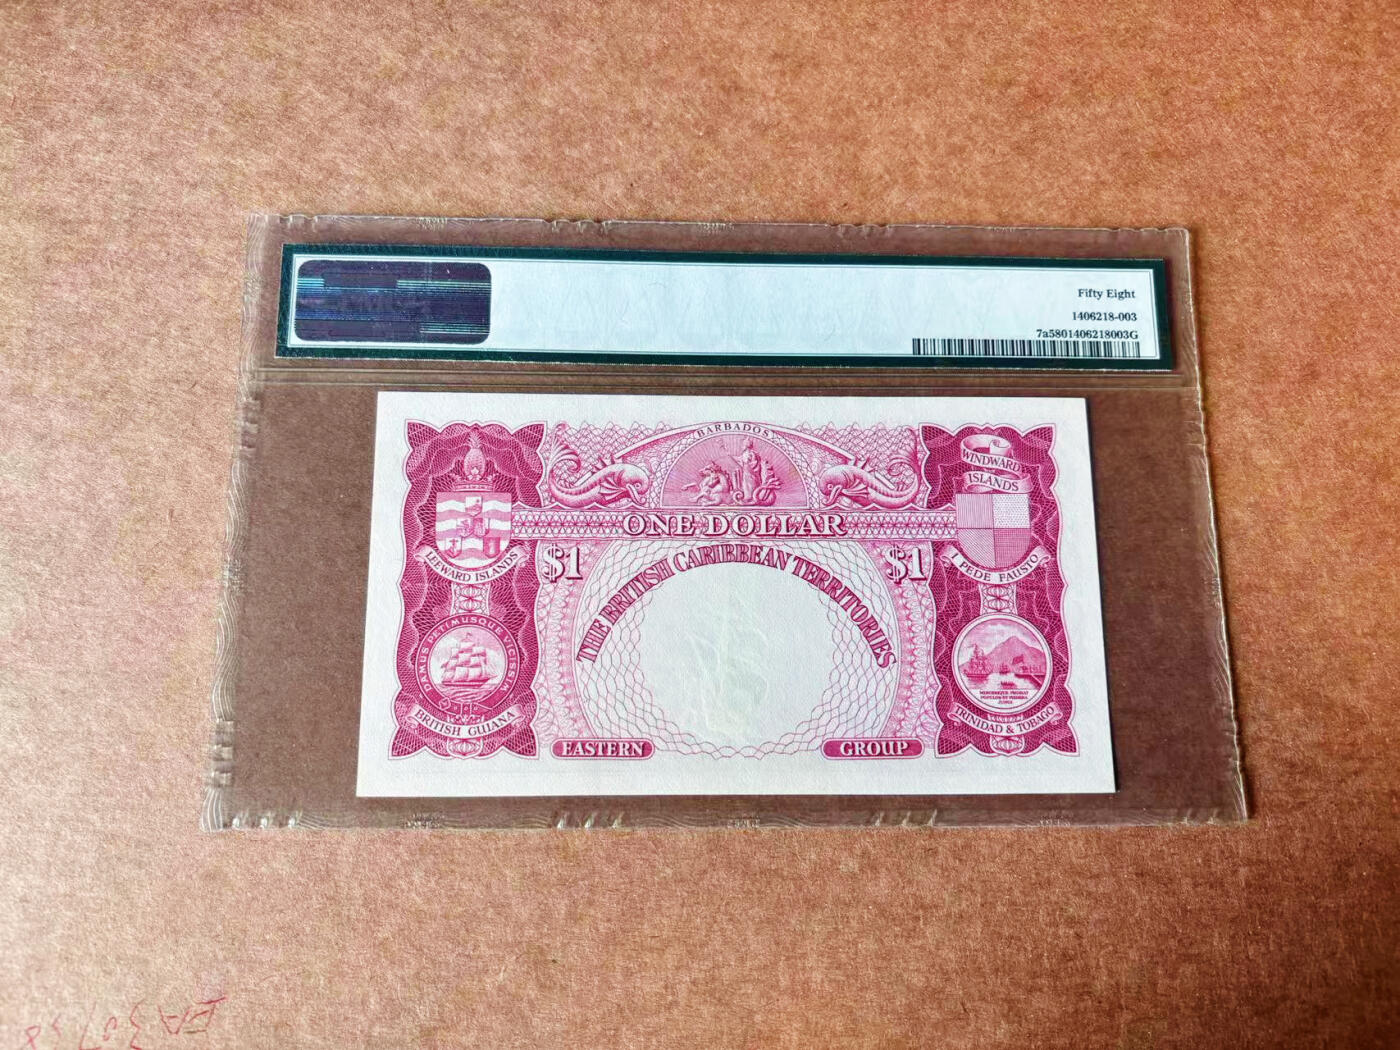 Fifty Eight
1406218-003
7a5801406218003G
BARBADOS
ONE DOLLAR
$1
$1
THE BRITISH CARIBBEAN TERRITORIES
LEEWARD ISLANDS
WINDWARD
ISLANDS
I PEDE FAUSTO
DAMUS PETIMUSQUE VICISSIM
BRITISH GUIANA
TRINIDAD & TOBAGO
EASTERN
GROUP